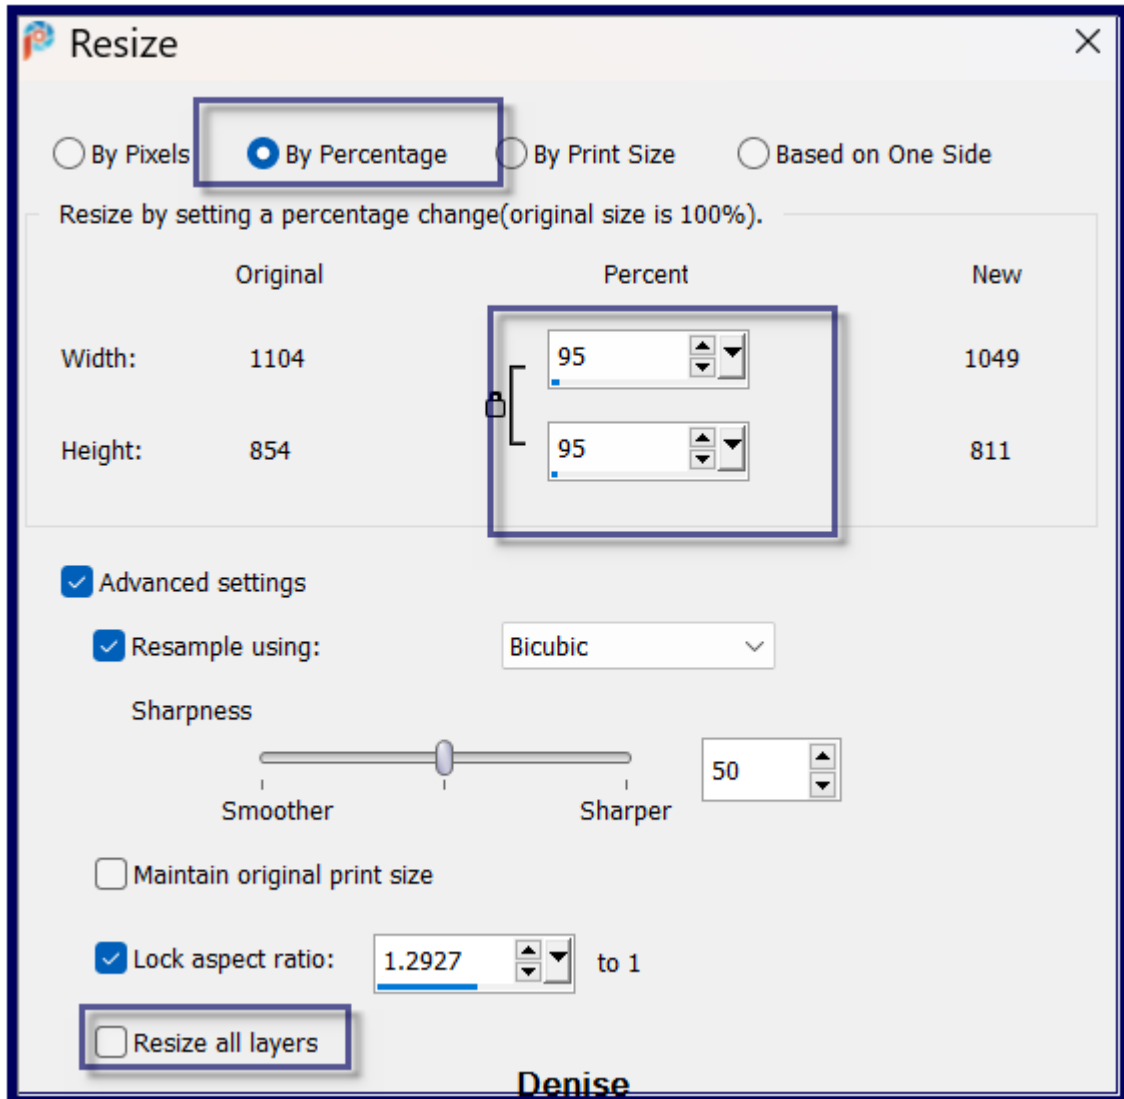 Resize
By Pixels By Percentage By Print Size Based on One Side
Resize by setting a percentage change(original size is 100%).
Original Percent New
Width: 1104 95 1049
Height: 854 95 811
Advanced settings
Resample using: Bicubic
Sharpness
50
Smoother Sharper
Maintain original print size
Lock aspect ratio: 1.2927 to 1
Resize all layers
Denise